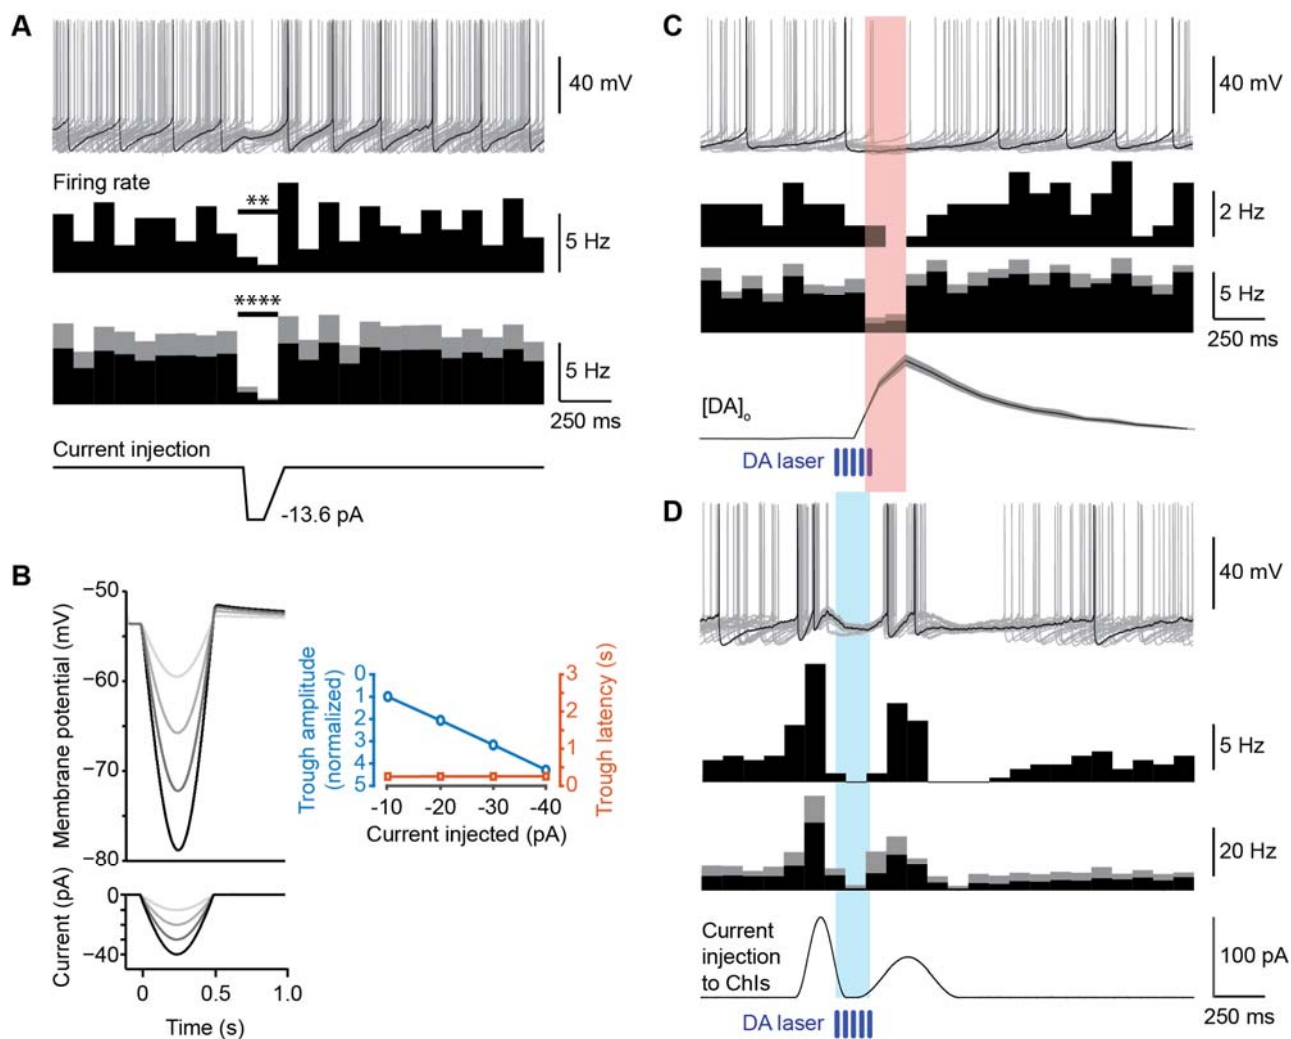 A
40 mV
Firing rate
**
5 Hz
****
5 Hz
250 ms
Current injection
-13.6 pA
B
−50
−60
−70
−80
Membrane potential (mV)
0
−40
Current (pA)
0
0.5
1.0
Time (s)
Trough amplitude
(normalized)
0
1
2
3
4
5
3
2
1
0
Trough latency (s)
-10
-20
-30
-40
Current injected (pA)
C
40 mV
2 Hz
5 Hz
250 ms
[DA]o
DA laser
D
40 mV
5 Hz
20 Hz
Current
injection
to ChIs
100 pA
250 ms
DA laser